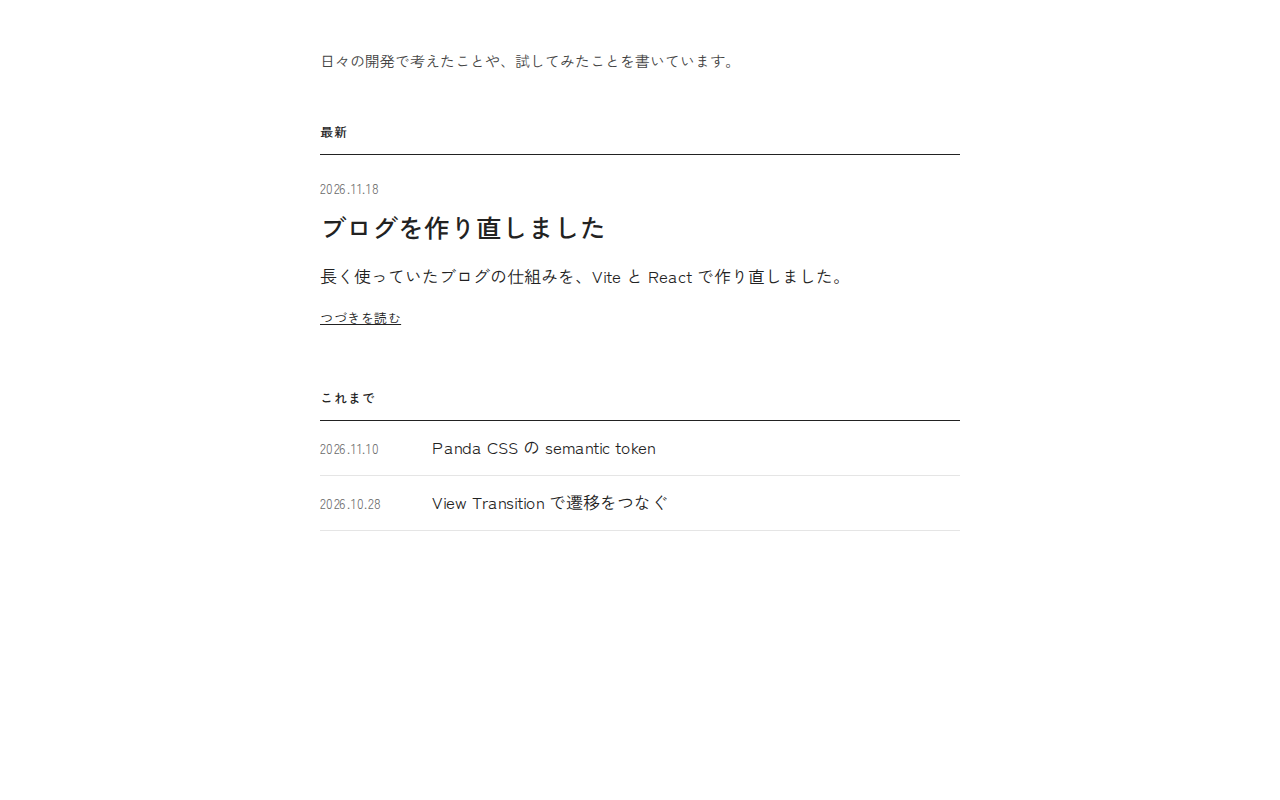 日々の開発で考えたことや、試してみたことを書いています。
最新
2026.11.18
ブログを作り直しました
長く使っていたブログの仕組みを、Vite と React で作り直しました。
つづきを読む
これまで
2026.11.10 Panda CSS の semantic token
2026.10.28 View Transition で遷移をつなぐ